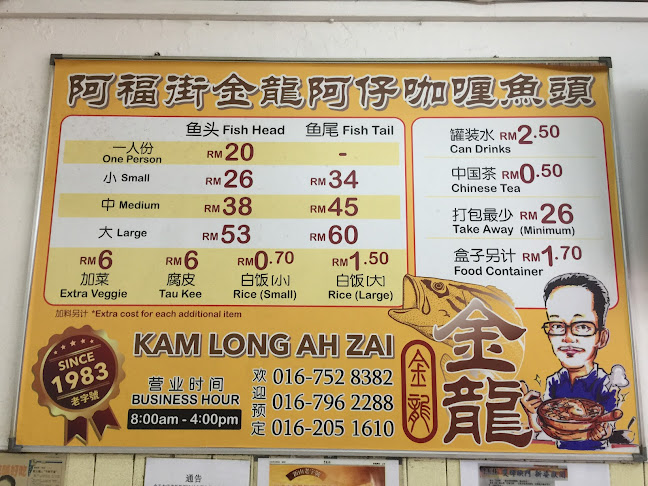 阿福街金龍阿仔咖喱魚頭
鱼头 Fish Head 鱼尾 Fish Tail
一人份 One Person RM 20 -
小 Small RM 26 RM 34
中 Medium RM 38 RM 45
大 Large RM 53 RM 60
RM 6 RM 6 RM 0.70 RM 1.50
加菜 腐皮 白饭[小] 白饭[大]
Extra Veggie Tau Kee Rice (Small) Rice (Large)
加料另计 *Extra cost for each additional item
罐装水 RM 2.50
Can Drinks
中国茶 RM 0.50
Chinese Tea
打包最少 RM 26
Take Away (Minimum)
盒子另计 RM 1.70
Food Container
SINCE
1983
老字號
KAM LONG AH ZAI
营业时间
BUSINESS HOUR
8:00am - 4:00pm
欢迎预定
016-752 8382
016-796 2288
016-205 1610
金龍
金龍
通告